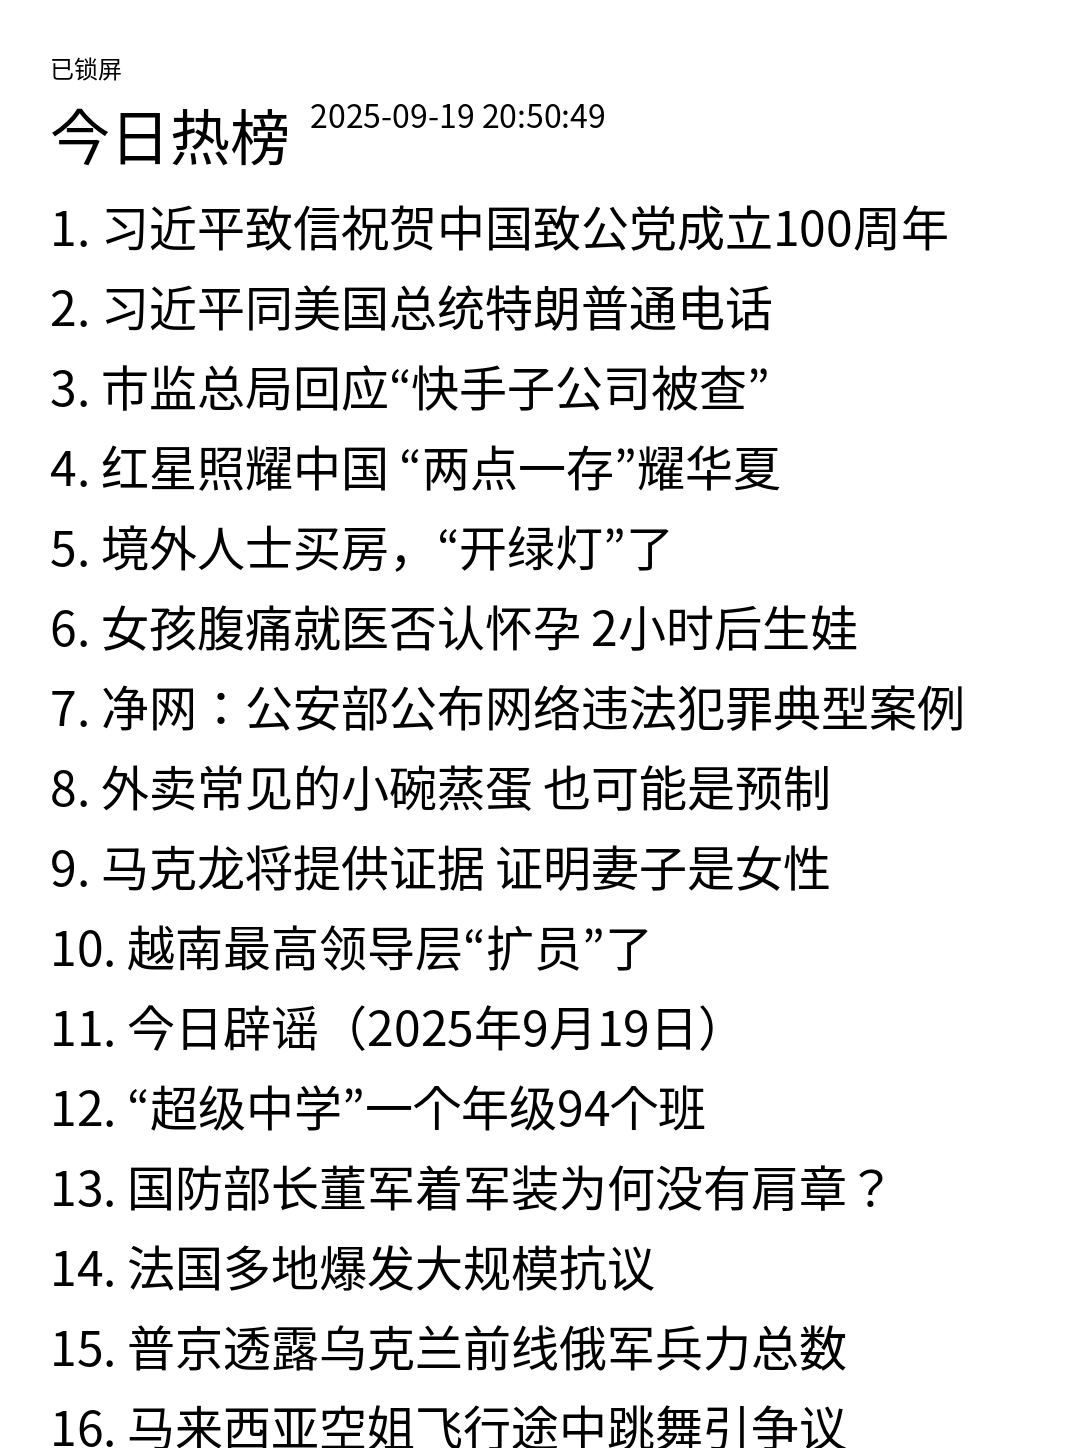 已锁屏
今日热榜 2025-09-19 20:50:49
1. 习近平致信祝贺中国致公党成立100周年
2. 习近平同美国总统特朗普通电话
3. 市监总局回应“快手子公司被查”
4. 红星照耀中国 “两点一存”耀华夏
5. 境外人士买房，“开绿灯”了
6. 女孩腹痛就医否认怀孕 2小时后生娃
7. 净网：公安部公布网络违法犯罪典型案例
8. 外卖常见的小碗蒸蛋 也可能是预制
9. 马克龙将提供证据 证明妻子是女性
10. 越南最高领导层“扩员”了
11. 今日辟谣（2025年9月19日）
12. “超级中学”一个年级94个班
13. 国防部长董军着军装为何没有肩章？
14. 法国多地爆发大规模抗议
15. 普京透露乌克兰前线俄军兵力总数
16. 马来西亚空姐飞行途中跳舞引争议